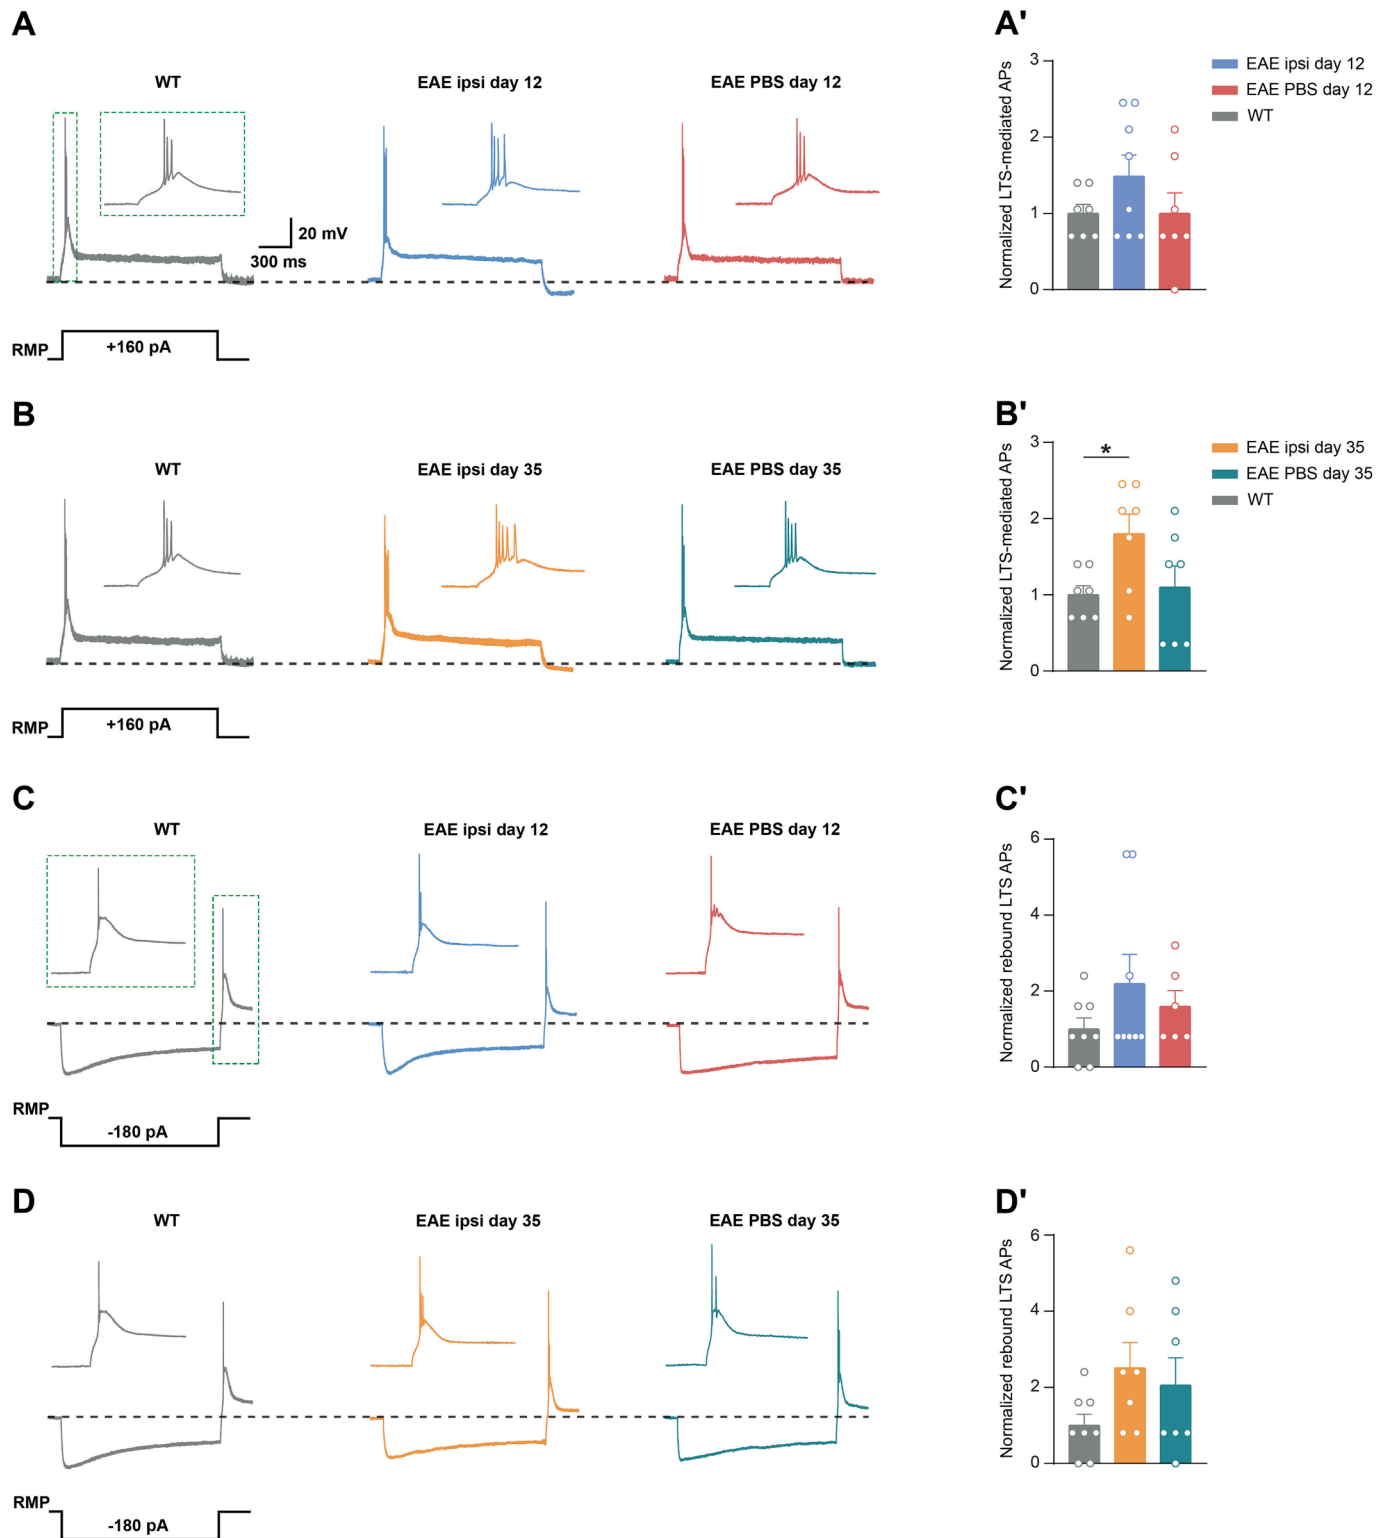 A
WT
EAE ipsi day 12
EAE PBS day 12
20 mV
300 ms
RMP
+160 pA
A'
Normalized LTS-mediated APs
3
2
1
0
EAE ipsi day 12
EAE PBS day 12
WT
B
WT
EAE ipsi day 35
EAE PBS day 35
RMP
+160 pA
B'
Normalized LTS-mediated APs
3
2
1
0
*
EAE ipsi day 35
EAE PBS day 35
WT
C
WT
EAE ipsi day 12
EAE PBS day 12
RMP
-180 pA
C'
Normalized rebound LTS APs
6
4
2
0
D
WT
EAE ipsi day 35
EAE PBS day 35
RMP
-180 pA
D'
Normalized rebound LTS APs
6
4
2
0